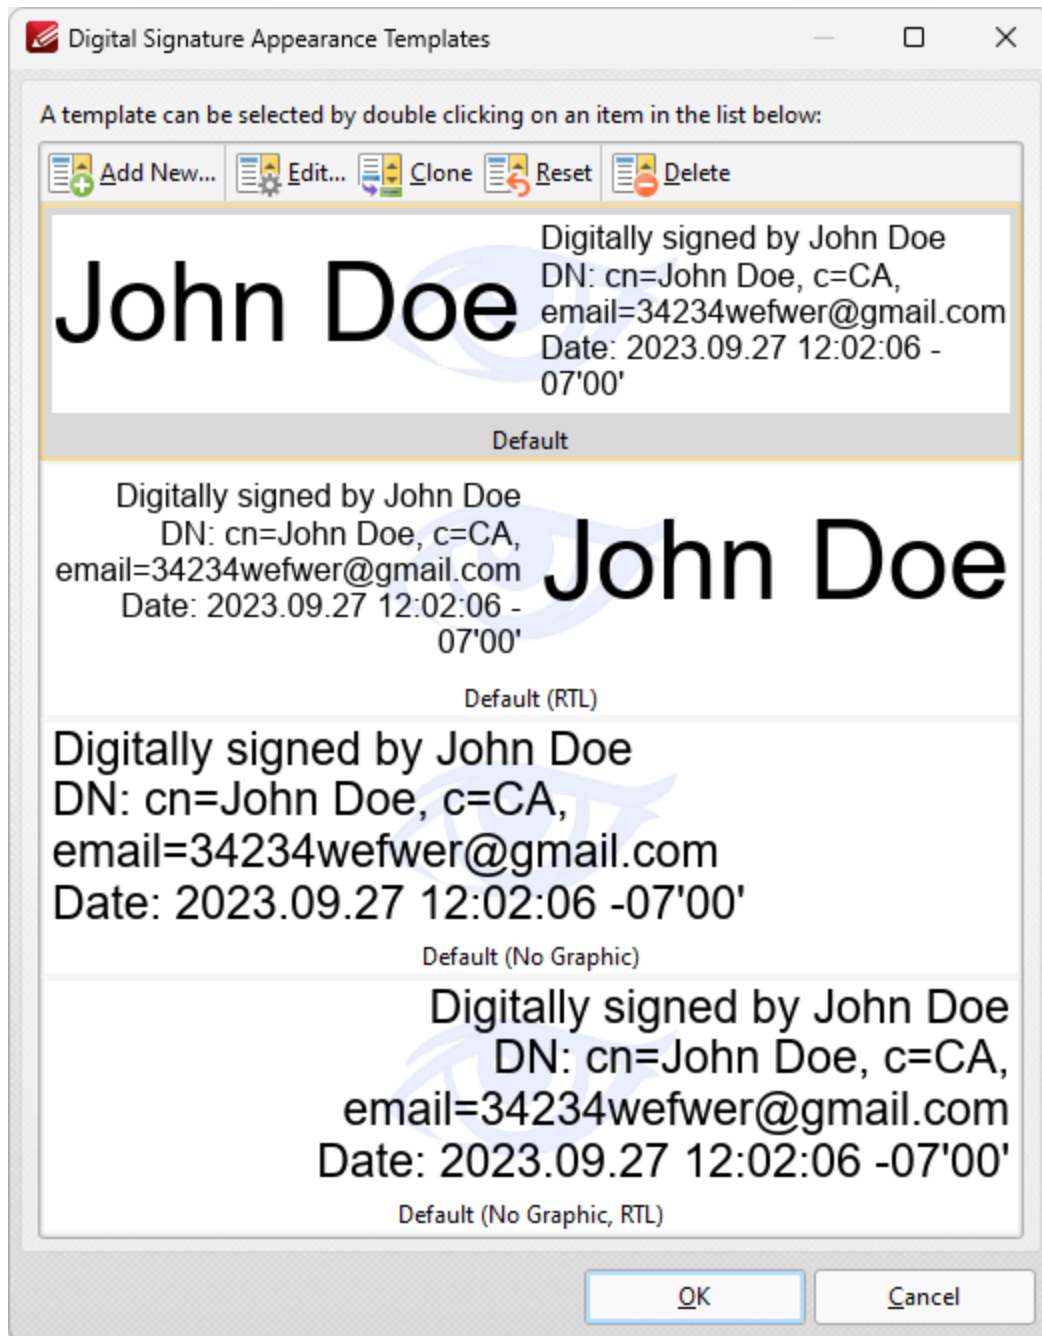 Digital Signature Appearance Templates
A template can be selected by double clicking on an item in the list below:
Add New... Edit... Clone Reset Delete
John Doe
Digitally signed by John Doe
DN: cn=John Doe, c=CA,
email=34234wefwer@gmail.com
Date: 2023.09.27 12:02:06 -
07'00'
Default
Digitally signed by John Doe
DN: cn=John Doe, c=CA,
email=34234wefwer@gmail.com
Date: 2023.09.27 12:02:06 -
07'00'
John Doe
Default (RTL)
Digitally signed by John Doe
DN: cn=John Doe, c=CA,
email=34234wefwer@gmail.com
Date: 2023.09.27 12:02:06 -07'00'
Default (No Graphic)
Digitally signed by John Doe
DN: cn=John Doe, c=CA,
email=34234wefwer@gmail.com
Date: 2023.09.27 12:02:06 -07'00'
Default (No Graphic, RTL)
OK Cancel